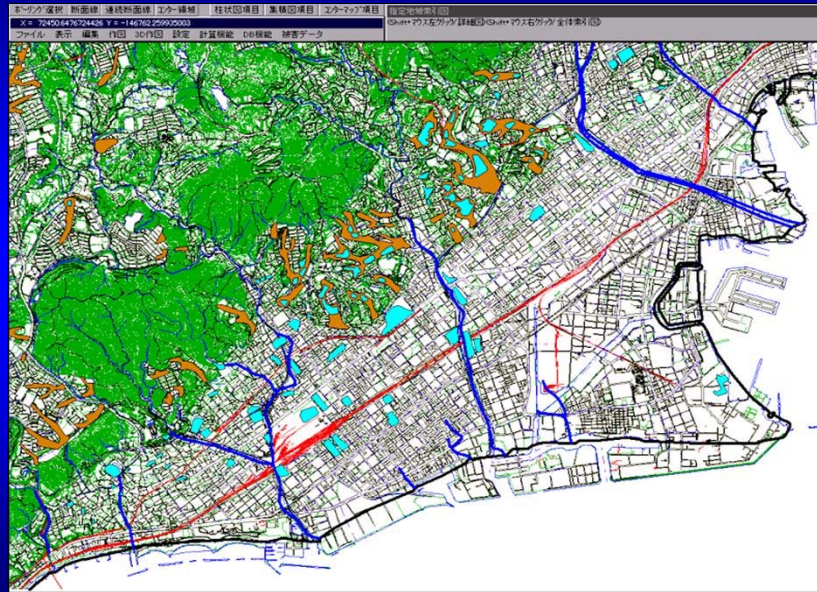 ボーリング選択 断面線 連続断面線 エンター領域 柱状図項目 集積図項目 エンターマップ項目
指定地域索引図
X = 72450.6476724426 Y = -146762.259935003
(Shift+マウス左クリック/詳細図)(Shift+マウス右クリック/全体索引図)
ファイル 表示 編集 作図 3D作図 設定 計算機能 DB機能 被害データ